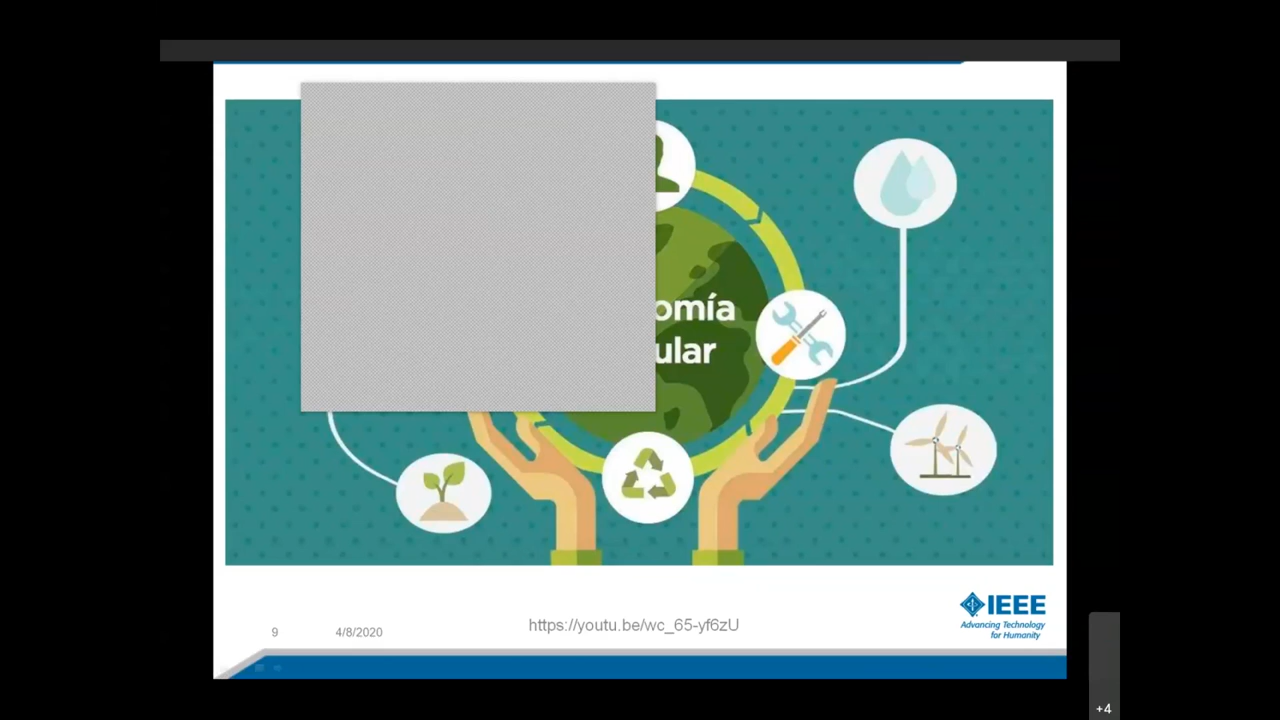 omía
ular
IEEE
Advancing Technology
for Humanity
9
4/8/2020
https://youtu.be/wc_65-yf6zU
+4